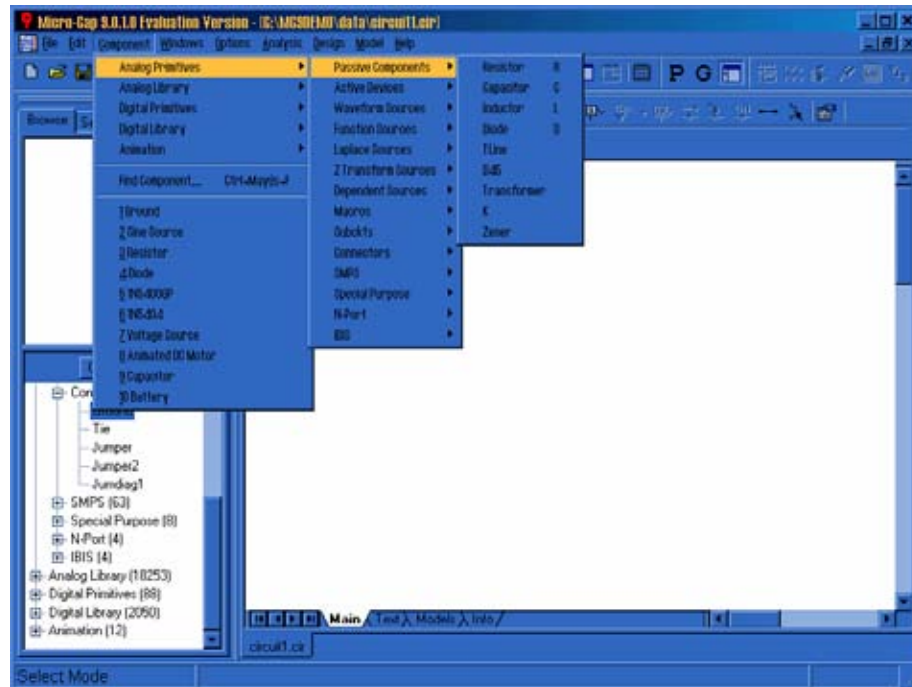 Micro-Cap 9.0.1.0 Evaluation Version - [C:\MC9DEMO\data\circuit1.cir]
File Edit Component Windows Options Analysis Design Model Help
Analog Primitives
Analog Library
Digital Primitives
Digital Library
Animation
Find Component...
1 Ground
2 Sine Source
3 Resistor
4 Diode
5 1N5400GP
6
7 Voltage Source
8 Animated DC Motor
9 Capacitor
10 Battery
Passive Components
Active Devices
Waveform Sources
Function Sources
Laplace Sources
Z Transform Sources
Dependent Sources
Macros
Subckts
Connectors
SMPS
Special Purpose
N-Port
IBIS
Resistor R
Capacitor C
Inductor L
Diode D
TLine
Transformer
K
Zener
P G
Browse
Ground
Tie
Jumper
Jumper2
Jumdiag1
SMPS (63)
Special Purpose (8)
N-Port (4)
IBIS (4)
Analog Library (18253)
Digital Primitives (88)
Digital Library (2050)
Animation (12)
Main Text Models Info
circuit1.cir
Select Mode